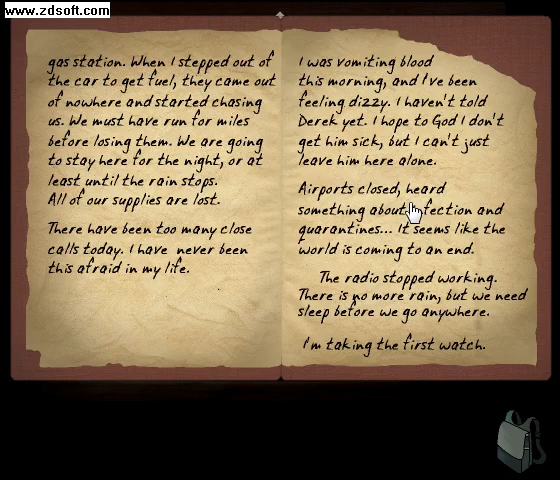 www.zdsoft.com
gas station. When I stepped out of
the car to get fuel, they came out
of nowhere and started chasing
us. We must have run for miles
before losing them. We are going
to stay here for the night, or at
least until the rain stops.
All of our supplies are lost.
There have been too many close
calls today. I have never been
this afraid in my life.
I was vomiting blood
this morning, and I've been
feeling dizzy. I haven't told
Derek yet. I hope to God I don't
get him sick, but I can't just
leave him here alone.
Airports closed, heard
something about fection and
quarantines... It seems like the
world is coming to an end.
The radio stopped working.
There is no more rain, but we need
sleep before we go anywhere.
I'm taking the first watch.